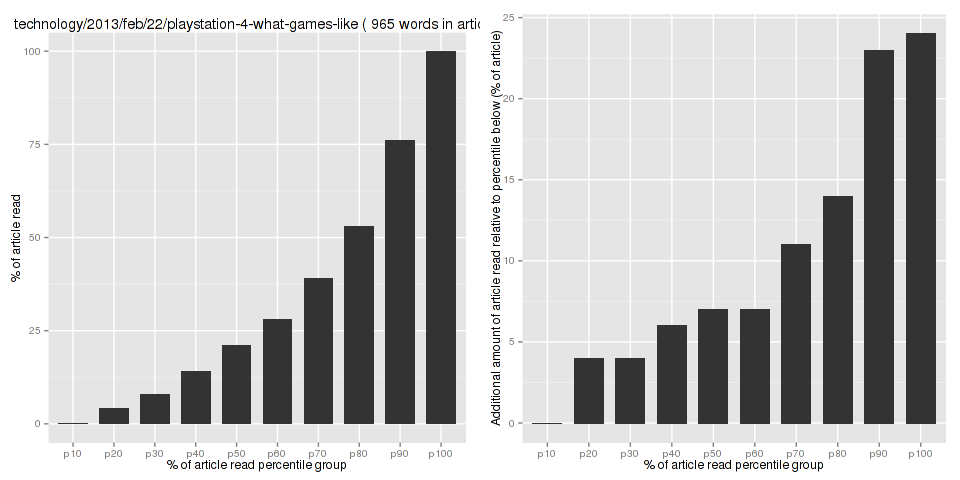 technology/2013/feb/22/playstation-4-what-games-like ( 965 words in artic
100
75
50
25
0
% of article read
p10 p20 p30 p40 p50 p60 p70 p80 p90 p100
% of article read percentile group
25
20
15
10
5
0
Additional amount of article read relative to percentile below (% of article)
p10 p20 p30 p40 p50 p60 p70 p80 p90 p100
% of article read percentile group